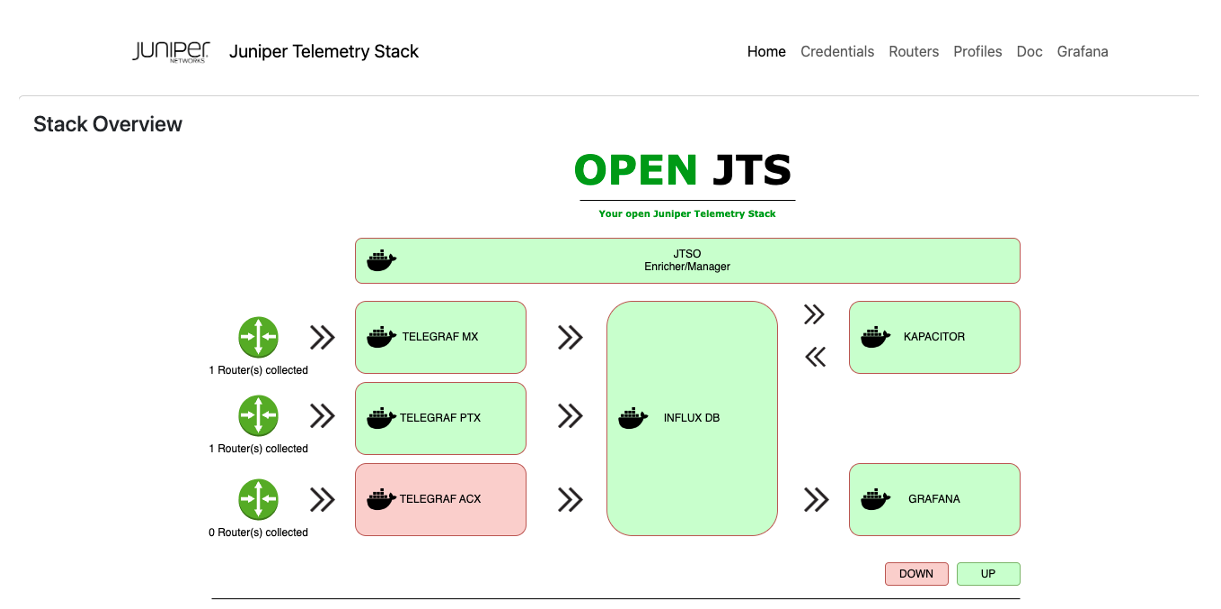 JUNIPER
NETWORKS
Juniper Telemetry Stack
Home Credentials Routers Profiles Doc Grafana
Stack Overview
OPEN JTS
Your open Juniper Telemetry Stack
JTSO
Enricher/Manager
TELEGRAF MX
KAPACITOR
1 Router(s) collected
TELEGRAF PTX
INFLUX DB
1 Router(s) collected
TELEGRAF ACX
GRAFANA
0 Router(s) collected
DOWN
UP